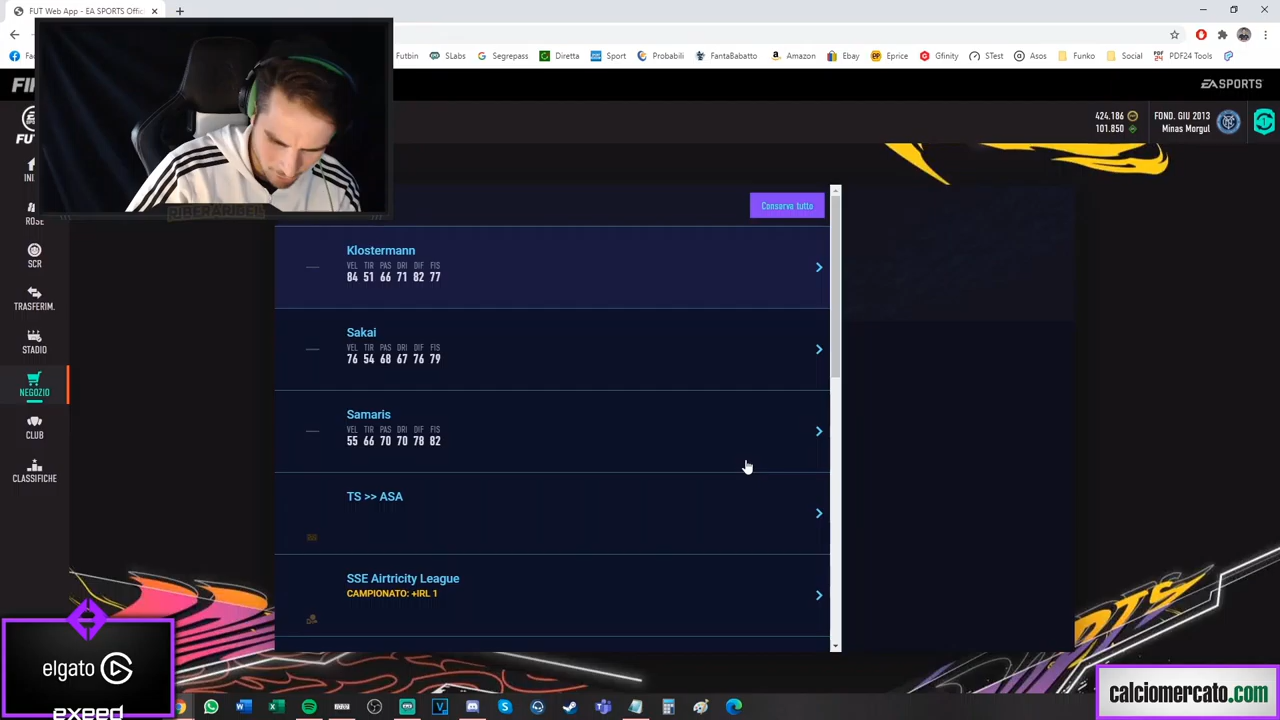 FUT Web App - EA SPORTS Offici
Futbin
SLabs
Segrepass
Diretta
Sport
Probabili
FantaBabatto
Amazon
Ebay
Eprice
Gfinity
STest
Asos
Funko
Social
PDF24 Tools
EA SPORTS
FUT
424.186
101.850
FOND. GIU 2013
Minas Morgul
ROSE
SCR
TRASFERIM.
STADIO
NEGOZIO
CLUB
CLASSIFICHE
Conserva tutto
Klostermann
VEL TIR PAS DRI DIF FIS
84 51 66 71 82 77
Sakai
VEL TIR PAS DRI DIF FIS
76 54 68 67 76 79
Samaris
VEL TIR PAS DRI DIF FIS
55 66 70 70 78 82
TS >> ASA
SSE Airtricity League
CAMPIONATO: +IRL 1
elgato
exeed
calciomercato.com